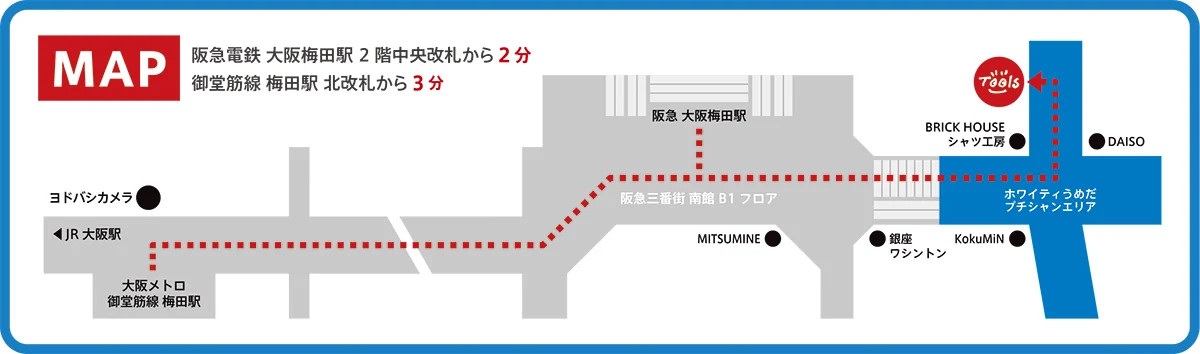 MAP
阪急電鉄 大阪梅田駅 2 階中央改札から 2 分
御堂筋線 梅田駅 北改札から 3 分
Tools
阪急 大阪梅田駅
BRICK HOUSE
シャツ工房
DAISO
ヨドバシカメラ
阪急三番街 南館 B1 フロア
ホワイティうめだ
プチシャンエリア
JR 大阪駅
MITSUMINE
銀座
ワシントン
KokuMiN
大阪メトロ
御堂筋線 梅田駅